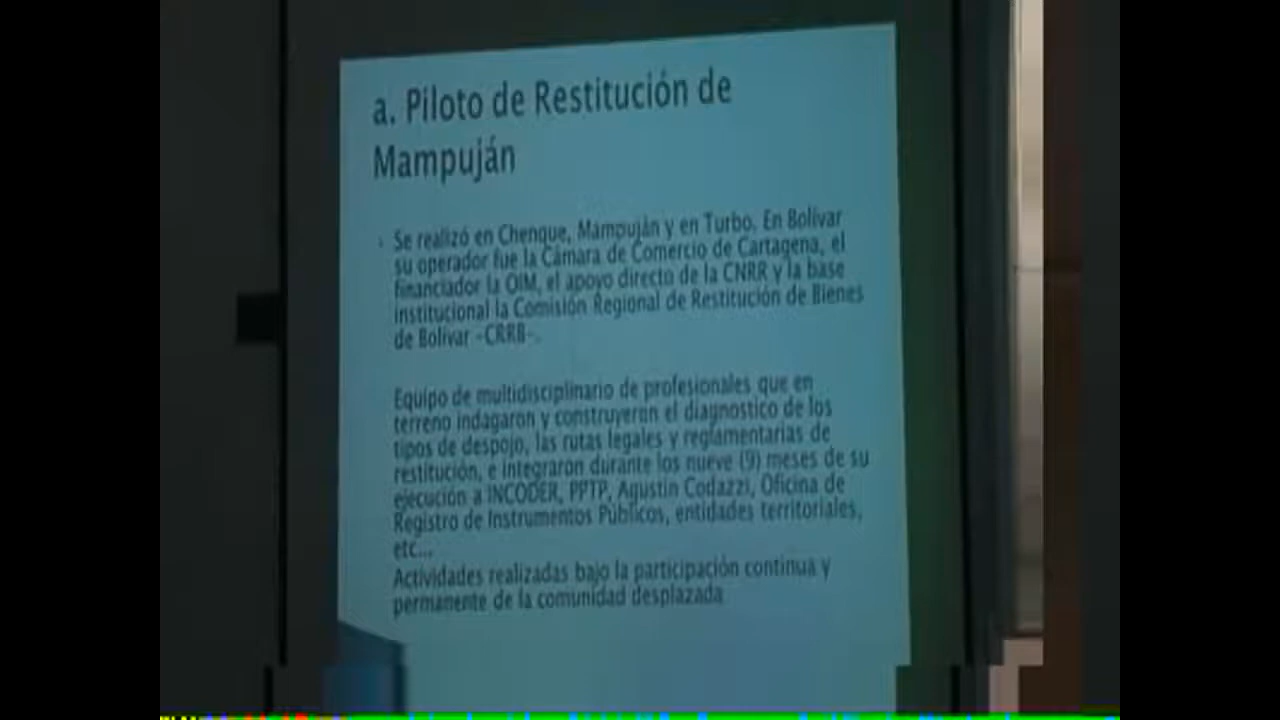 a. Piloto de Restitución de
Mampuján
Se realizó en Chengue, Mampuján y en Turbo. En Bolívar
su operador fue la Cámara de Comercio de Cartagena, el
financiador la OIM, el apoyo directo de la CNRR y la base
institucional la Comisión Regional de Restitución de Bienes
de Bolívar -CRRB-.
Equipo de multidisciplinario de profesionales que en
terreno indagaron y construyeron el diagnostico de los
tipos de despojo, las rutas legales y reglamentarias de
restitución, e integraron durante los nueve (9) meses de su
ejecución a INCODER, PPTP, Agustín Codazzi, Oficina de
Registro de Instrumentos Públicos, entidades territoriales,
etc...
Actividades realizadas bajo la participación continua y
permanente de la comunidad desplazada